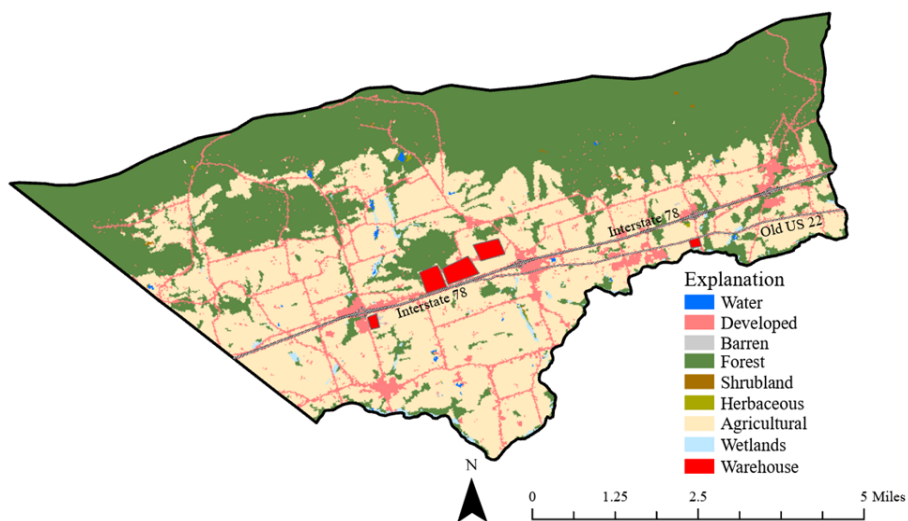 Interstate 78
Old US 22
Interstate 78
Explanation
Water
Developed
Barren
Forest
Shrubland
Herbaceous
Agricultural
Wetlands
Warehouse
N
0 1.25 2.5 5 Miles